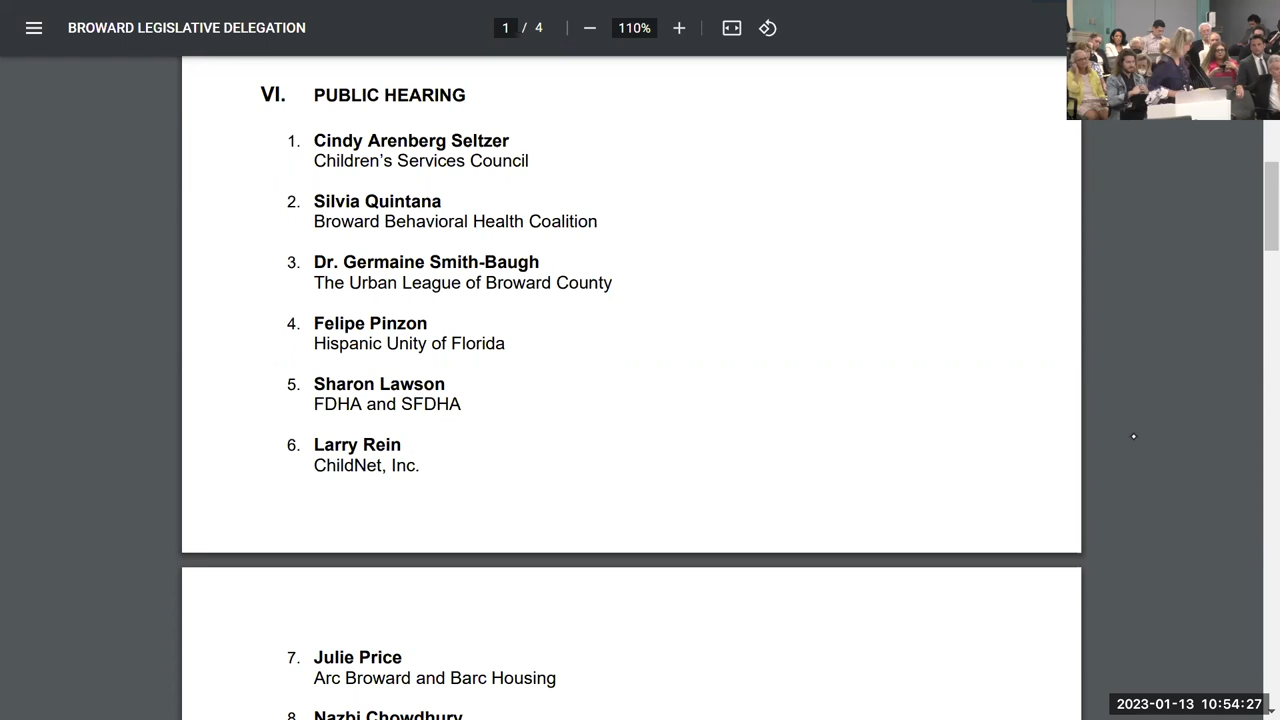 BROWARD LEGISLATIVE DELEGATION
1 / 4
110%
VI. PUBLIC HEARING
1. Cindy Arenberg Seltzer
Children's Services Council
2. Silvia Quintana
Broward Behavioral Health Coalition
3. Dr. Germaine Smith-Baugh
The Urban League of Broward County
4. Felipe Pinzon
Hispanic Unity of Florida
5. Sharon Lawson
FDHA and SFDHA
6. Larry Rein
ChildNet, Inc.
7. Julie Price
Arc Broward and Barc Housing
8. Nazbi Chowdhury
2023-01-13 10:54:27